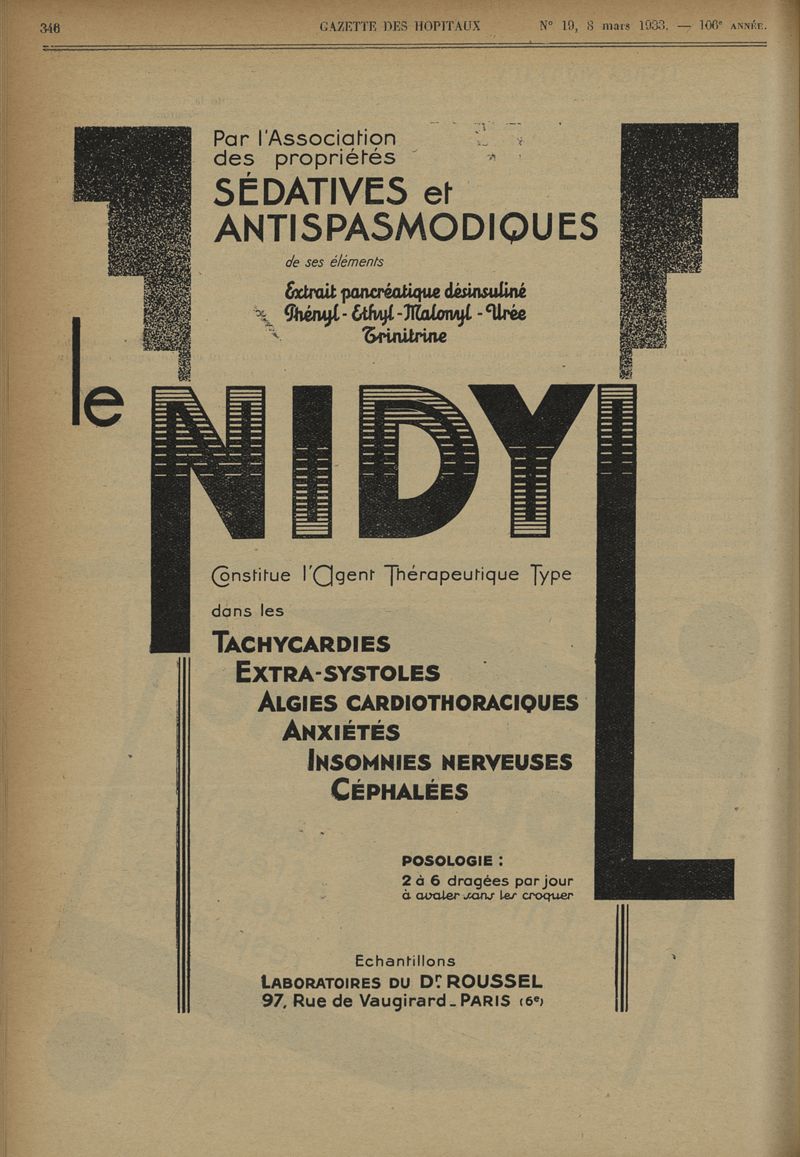 346 GAZETTE DES HOPITAUX N° 19, 8 mars 1933. — 106e ANNÉE.
Par l'Association
des propriétés
SÉDATIVES et
ANTISPASMODIQUES
de ses éléments
Extrait pancréatique désinsuliné
Phényl - Ethyl - Malonyl - Urée
Trinitrine
le NIDYL
Constitue l'Agent Thérapeutique Type
dans les
TACHYCARDIES
EXTRA-SYSTOLES
ALGIES CARDIOTHORACIQUES
ANXIÉTÉS
INSOMNIES NERVEUSES
CÉPHALÉES
POSOLOGIE :
2 à 6 dragées par jour
à avaler sans les croquer
Echantillons
LABORATOIRES DU Dr ROUSSEL
97, Rue de Vaugirard _ PARIS (6e)